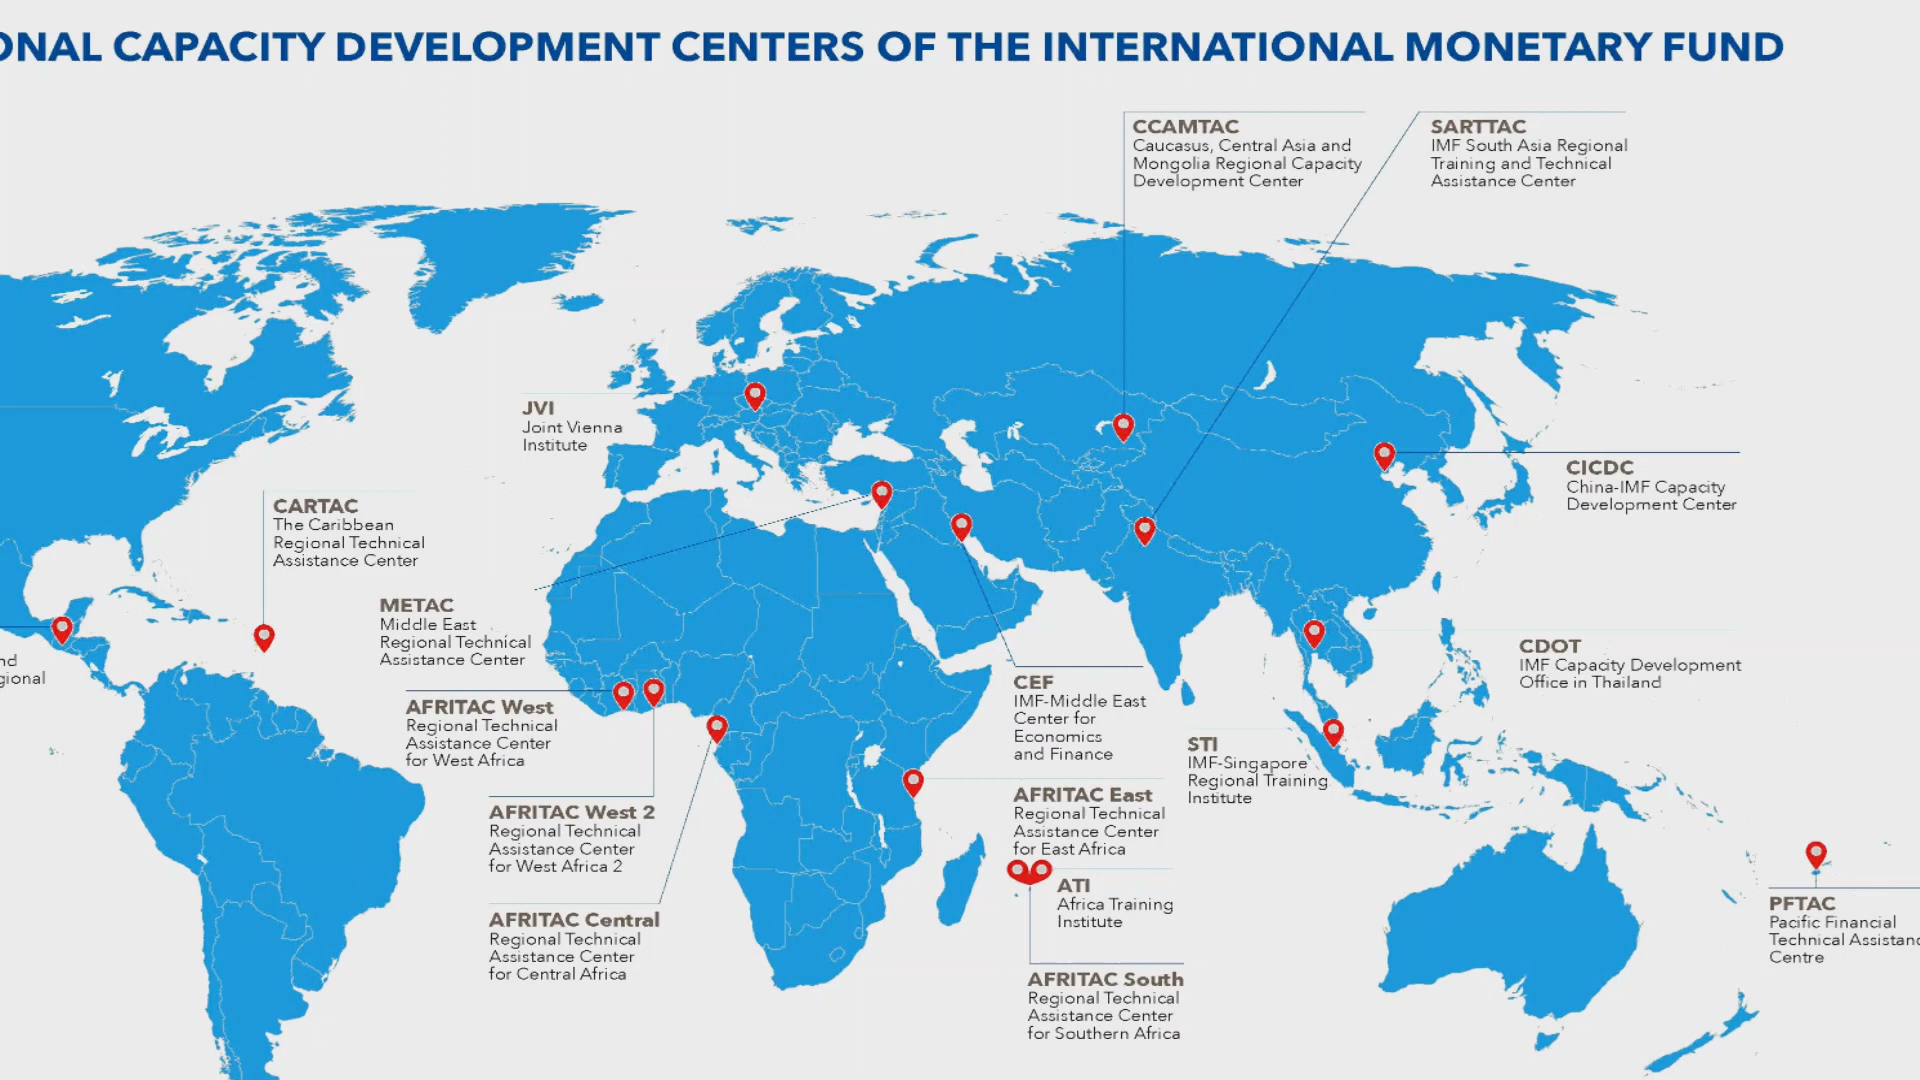 ONAL CAPACITY DEVELOPMENT CENTERS OF THE INTERNATIONAL MONETARY FUND
CCAMTAC
Caucasus, Central Asia and
Mongolia Regional Capacity
Development Center
SARTTAC
IMF South Asia Regional
Training and Technical
Assistance Center
JVI
Joint Vienna
Institute
CICDC
China-IMF Capacity
Development Center
CARTAC
The Caribbean
Regional Technical
Assistance Center
METAC
Middle East
Regional Technical
Assistance Center
nd
gional
CDOT
IMF Capacity Development
Office in Thailand
CEF
IMF-Middle East
Center for
Economics
and Finance
AFRITAC West
Regional Technical
Assistance Center
for West Africa
STI
IMF-Singapore
Regional Training
Institute
AFRITAC East
Regional Technical
Assistance Center
for East Africa
AFRITAC West 2
Regional Technical
Assistance Center
for West Africa 2
ATI
Africa Training
Institute
PFTAC
Pacific Financial
Technical Assistanc
Centre
AFRITAC Central
Regional Technical
Assistance Center
for Central Africa
AFRITAC South
Regional Technical
Assistance Center
for Southern Africa